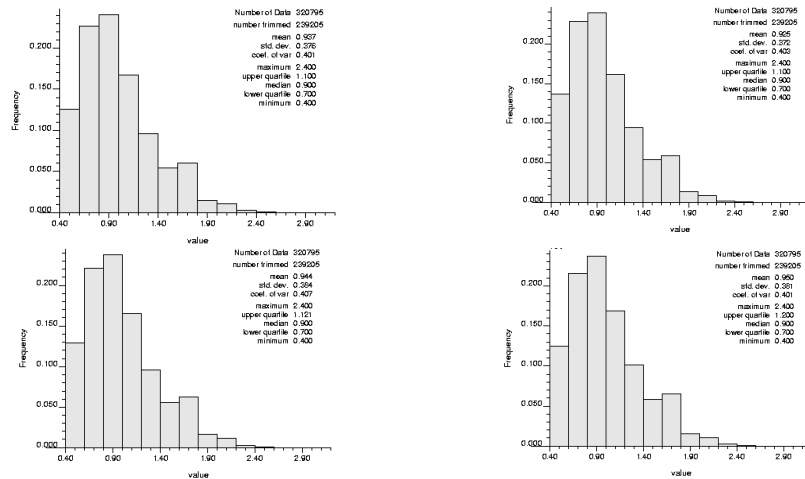 Number of Data 320795
number trimmed 239205
mean 0.937
std. dev. 0.376
coef. of var 0.401
maximum 2.400
upper quartile 1.100
median 0.900
lower quartile 0.700
minimum 0.400
Frequency
0.200
0.150
0.100
0.050
0.000
0.40 0.90 1.40 1.90 2.40 2.90
value
Number of Data 320795
number trimmed 239205
mean 0.925
std. dev. 0.372
coef. of var 0.403
maximum 2.400
upper quartile 1.100
median 0.900
lower quartile 0.700
minimum 0.400
Frequency
0.200
0.150
0.100
0.050
0.000
0.40 0.90 1.40 1.90 2.40 2.90
value
Number of Data 320795
number trimmed 239205
mean 0.944
std. dev. 0.384
coef. of var 0.407
maximum 2.400
upper quartile 1.121
median 0.900
lower quartile 0.700
minimum 0.400
Frequency
0.200
0.150
0.100
0.050
0.000
0.40 0.90 1.40 1.90 2.40 2.90
value
Number of Data 320795
number trimmed 239205
mean 0.950
std. dev. 0.381
coef. of var 0.401
maximum 2.400
upper quartile 1.200
median 0.900
lower quartile 0.700
minimum 0.400
Frequency
0.200
0.150
0.100
0.050
0.000
0.40 0.90 1.40 1.90 2.40 2.90
value